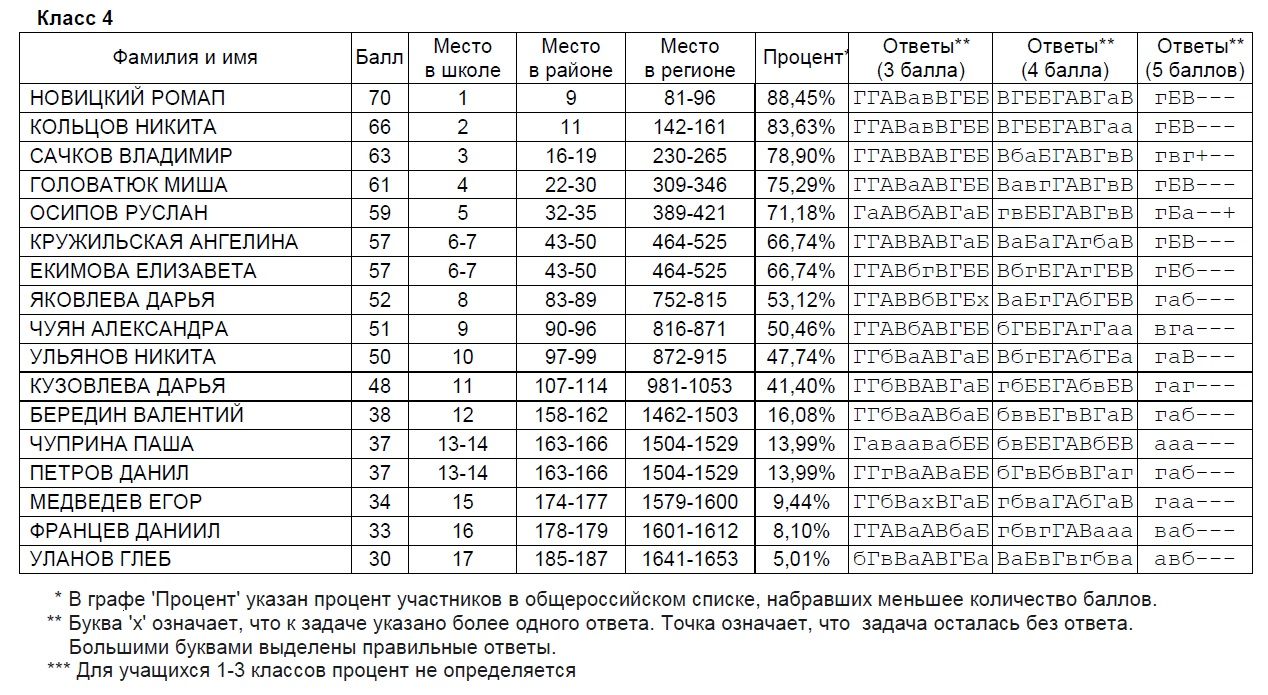 Класс 4
Фамилия и имя Балл Место в школе Место в районе Место в регионе Процент* Ответы** (3 балла) Ответы** (4 балла) Ответы** (5 баллов)
НОВИЦКИЙ РОМАП 70 1 9 81-96 88,45% ГГАВавВГББ ВГББГАВГаВ гБВ---
КОЛЬЦОВ НИКИТА 66 2 11 142-161 83,63% ГГАВавВГББ ВГББГАВГаа гБВ---
САЧКОВ ВЛАДИМИР 63 3 16-19 230-265 78,90% ГГАВВАВГББ ВбаБГАВГвВ гвг+--
ГОЛОВАТЮК МИША 61 4 22-30 309-346 75,29% ГГАВаАВГББ ВавгГАВГвВ гБВ---
ОСИПОВ РУСЛАН 59 5 32-35 389-421 71,18% ГаАВбАВГаБ гвББГАВГвВ гБа--+
КРУЖИЛЬСКАЯ АНГЕЛИНА 57 6-7 43-50 464-525 66,74% ГГАВВАВГаБ ВаБаГАгбаВ гБВ---
ЕКИМОВА ЕЛИЗАВЕТА 57 6-7 43-50 464-525 66,74% ГГАВбгВГББ ВбгБГАгГБВ гБб---
ЯКОВЛЕВА ДАРЬЯ 52 8 83-89 752-815 53,12% ГГАВВбВГБх ВаБгГАбГБВ габ---
ЧУЯН АЛЕКСАНДРА 51 9 90-96 816-871 50,46% ГГАВбАВГББ бГББГАгГаа вга---
УЛЬЯНОВ НИКИТА 50 10 97-99 872-915 47,74% ГГбВаАВГаБ ВбгБГАбГБа гаВ---
КУЗОВЛЕВА ДАРЬЯ 48 11 107-114 981-1053 41,40% ГГбВВАВГаБ гбББГАбвБВ гаг---
БЕРЕДИН ВАЛЕНТИЙ 38 12 158-162 1462-1503 16,08% ГГбВаАВбаБ бввБГвВГаВ габ---
ЧУПРИНА ПАША 37 13-14 163-166 1504-1529 13,99% ГаваавабББ бвББГАВбБВ ааа---
ПЕТРОВ ДАНИЛ 37 13-14 163-166 1504-1529 13,99% ГГгВаАВаББ бГвБбвВГаг габ---
МЕДВЕДЕВ ЕГОР 34 15 174-177 1579-1600 9,44% ГГбВахВГаБ гбваГАбГаВ гаа---
ФРАНЦЕВ ДАНИИЛ 33 16 178-179 1601-1612 8,10% ГГАВаАВбаБ гбвгГАВааа ваб---
УЛАНОВ ГЛЕБ 30 17 185-187 1641-1653 5,01% бГвВаАВГБа ВаБвГвгбва авб---
* В графе 'Процент' указан процент участников в общероссийском списке, набравших меньшее количество баллов.
** Буква 'х' означает, что к задаче указано более одного ответа. Точка означает, что задача осталась без ответа.
Большими буквами выделены правильные ответы.
*** Для учащихся 1-3 классов процент не определяется